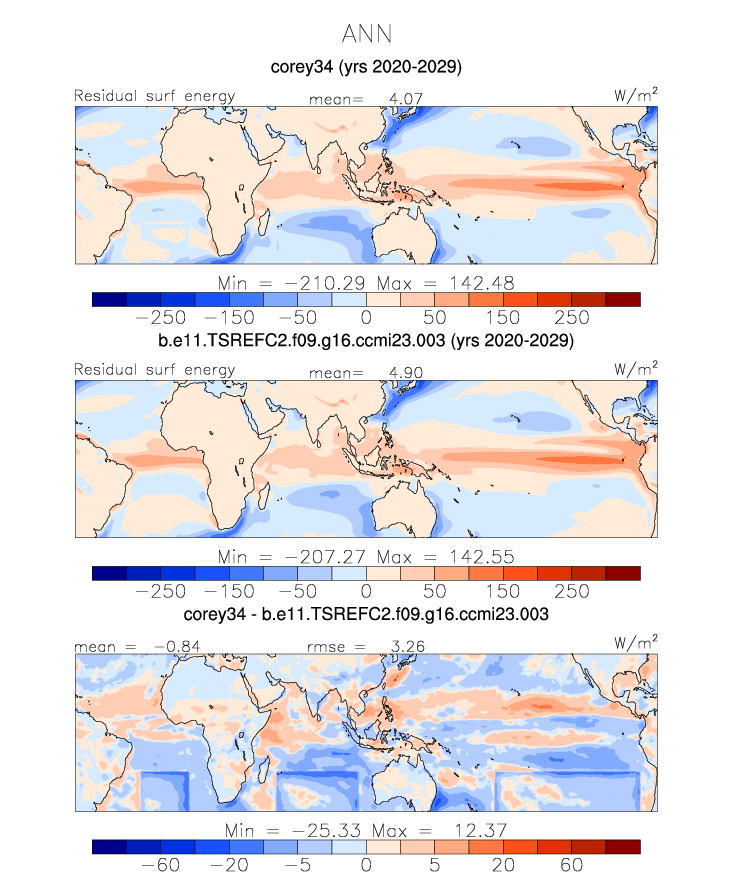 ANN
corey34 (yrs 2020-2029)
Residual surf energy mean= 4.07 W/m²
Min = −210.29 Max = 142.48
−250 −150 −50 0 50 150 250
b.e11.TSREFC2.f09.g16.ccmi23.003 (yrs 2020-2029)
Residual surf energy mean= 4.90 W/m²
Min = −207.27 Max = 142.55
−250 −150 −50 0 50 150 250
corey34 - b.e11.TSREFC2.f09.g16.ccmi23.003
mean = −0.84 rmse = 3.26 W/m²
Min = −25.33 Max = 12.37
−60 −20 −5 0 5 20 60